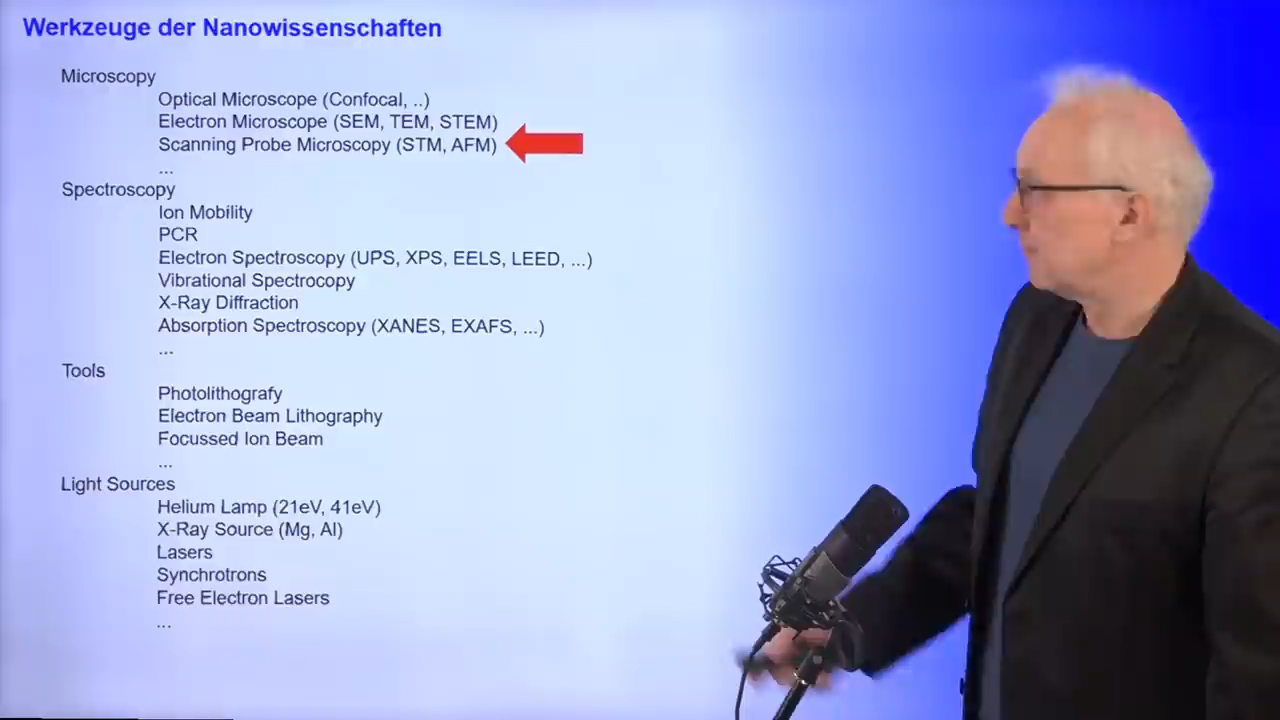 Werkzeuge der Nanowissenschaften
Microscopy
Optical Microscope (Confocal, ..)
Electron Microscope (SEM, TEM, STEM)
Scanning Probe Microscopy (STM, AFM)
...
Spectroscopy
Ion Mobility
PCR
Electron Spectroscopy (UPS, XPS, EELS, LEED, ...)
Vibrational Spectrocopy
X-Ray Diffraction
Absorption Spectroscopy (XANES, EXAFS, ...)
...
Tools
Photolithografy
Electron Beam Lithography
Focussed Ion Beam
...
Light Sources
Helium Lamp (21eV, 41eV)
X-Ray Source (Mg, Al)
Lasers
Synchrotrons
Free Electron Lasers
...